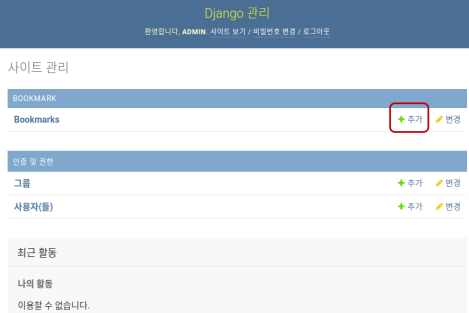 Django 관리
환영합니다, ADMIN. 사이트 보기 / 비밀번호 변경 / 로그아웃
사이트 관리
BOOKMARK
Bookmarks + 추가 변경
인증 및 권한
그룹 + 추가 변경
사용자(들) + 추가 변경
최근 활동
나의 활동
이용할 수 없습니다.